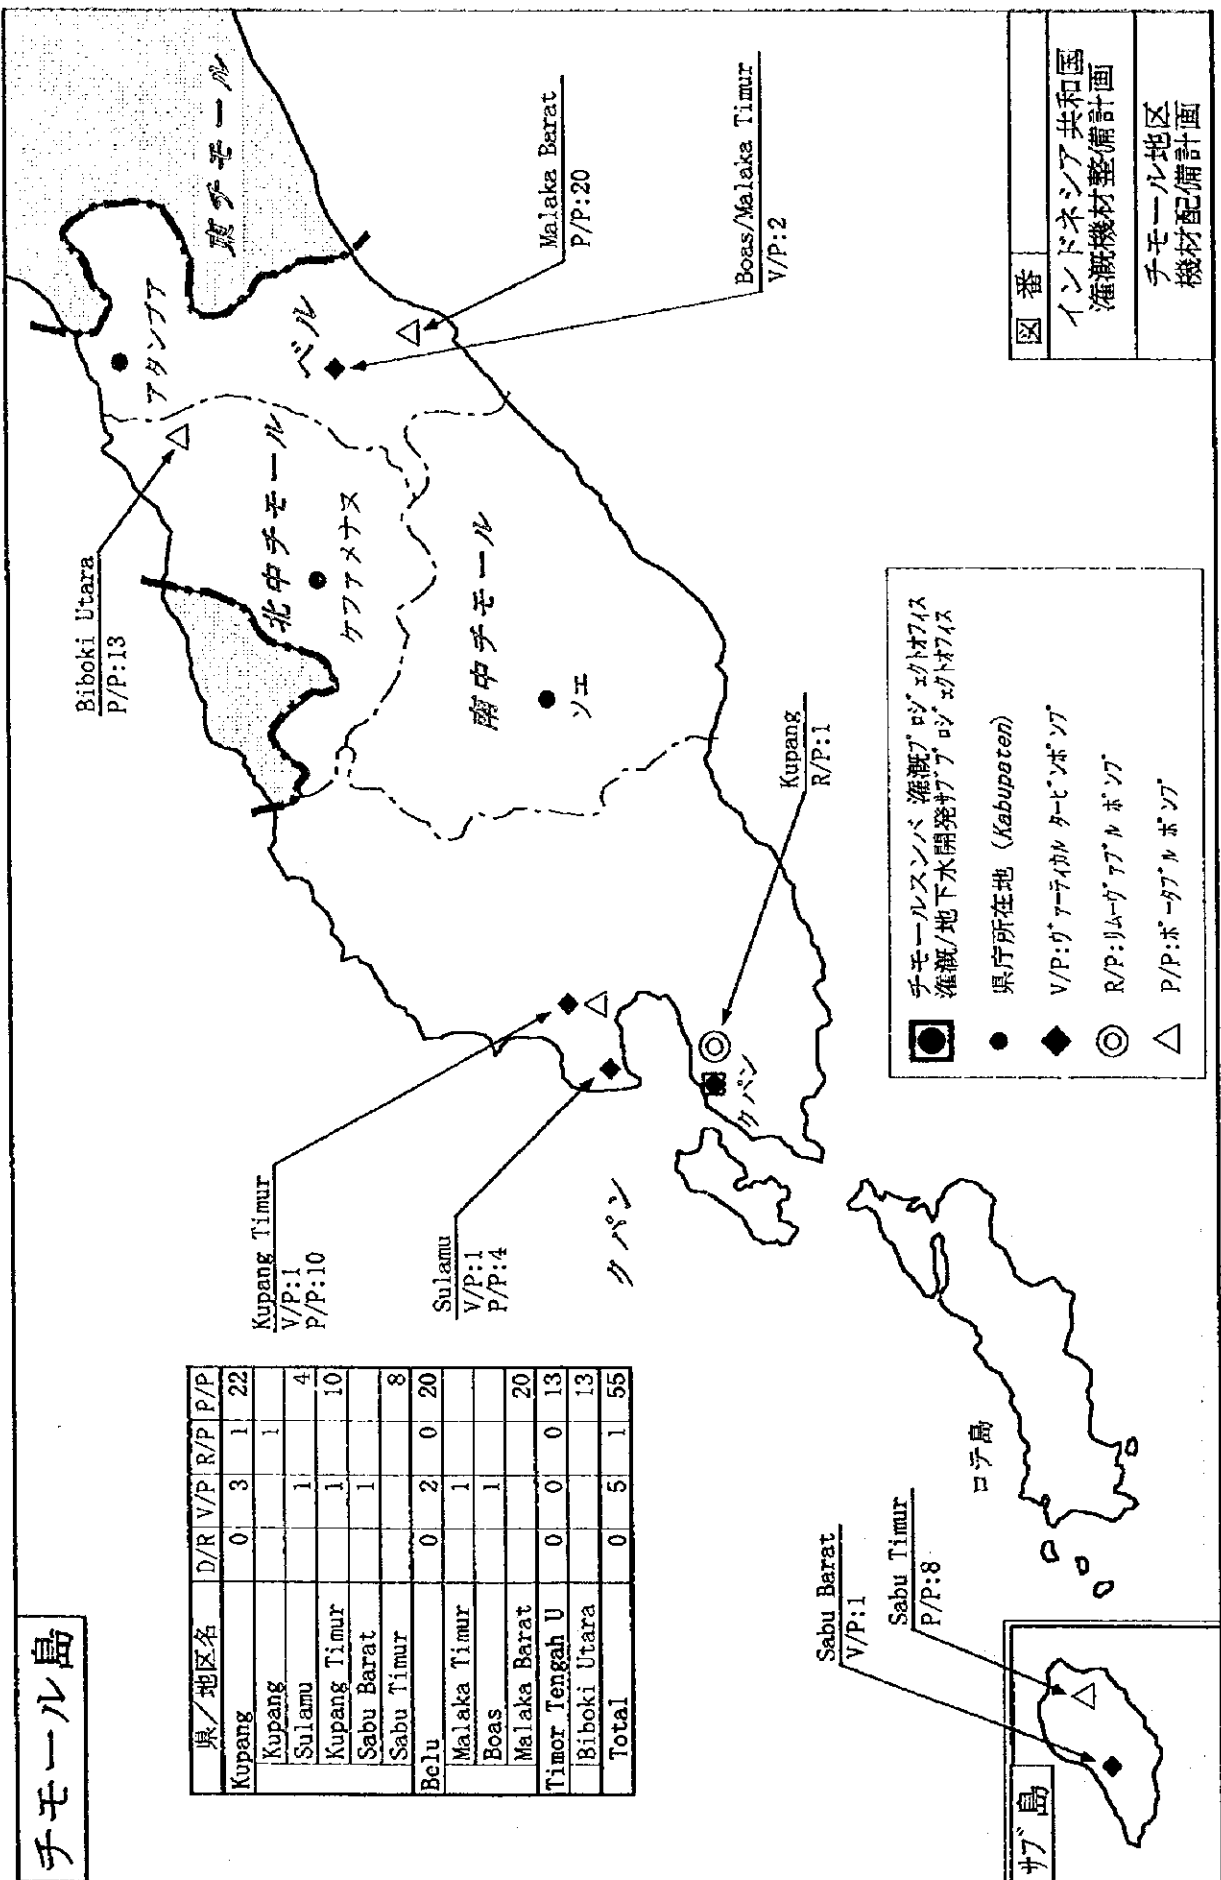 チモール島
県／地区名 D/R V/P R/P P/P
Kupang 0 3 1 22
Kupang 1
Sulamu 1 4
Kupang Timur 1 10
Sabu Barat 1
Sabu Timur 8
Belu 0 2 0 20
Malaka Timur 1
Boas 1
Malaka Barat 20
Timor Tengah U 0 0 0 13
Biboki Utara 13
Total 0 5 1 55
Biboki Utara
P/P:13
Kupang Timur
V/P:1
P/P:10
Sulamu
V/P:1
P/P:4
クパン
Malaka Barat
P/P:20
Boas/Malaka Timur
V/P:2
Kupang
R/P:1
東チモール
アタンブア
ベル
北中チモール
ケファメナヌ
南中チモール
ソエ
クパン
ロテ島
Sabu Barat
V/P:1
Sabu Timur
P/P:8
サブ島
チモールスンバ 潅漑プロジェクトオフィス
潅漑/地下水開発サブプロジェクトオフィス
県庁所在地 (Kabupaten)
V/P:ヴァーティカル タービンポンプ
R/P:リムーヴァブル ポンプ
P/P:ポータブル ポンプ
図 番
インドネシア共和国
潅漑機材整備計画
チモール地区
機材配備計画